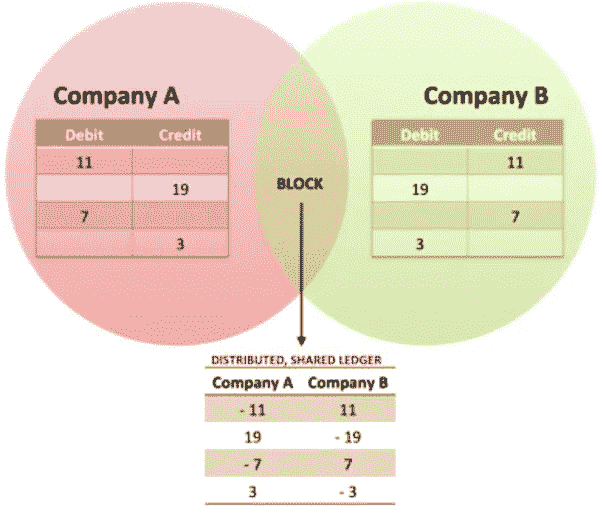 Company A
Debit Credit
11
19
7
3
BLOCK
Company B
Debit Credit
11
19
7
3
DISTRIBUTED, SHARED LEDGER
Company A Company B
- 11 11
19 - 19
- 7 7
3 - 3